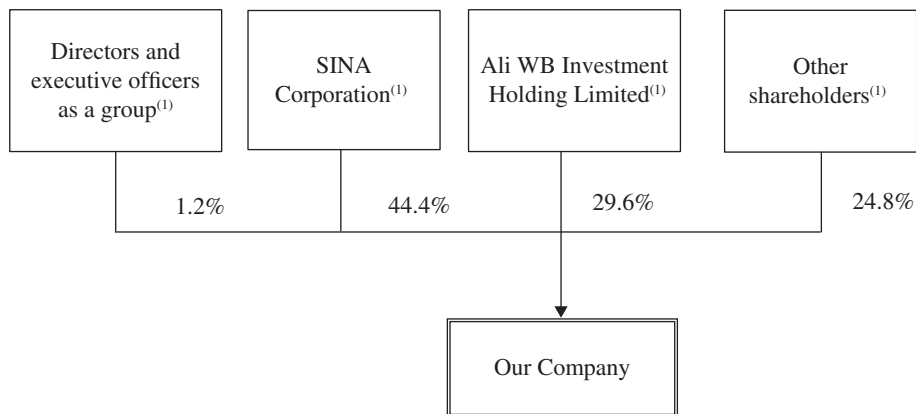 Directors and
executive officers
as a group(1)
SINA
Corporation(1)
Ali WB Investment
Holding Limited(1)
Other
shareholders(1)
1.2%
44.4%
29.6%
24.8%
Our Company